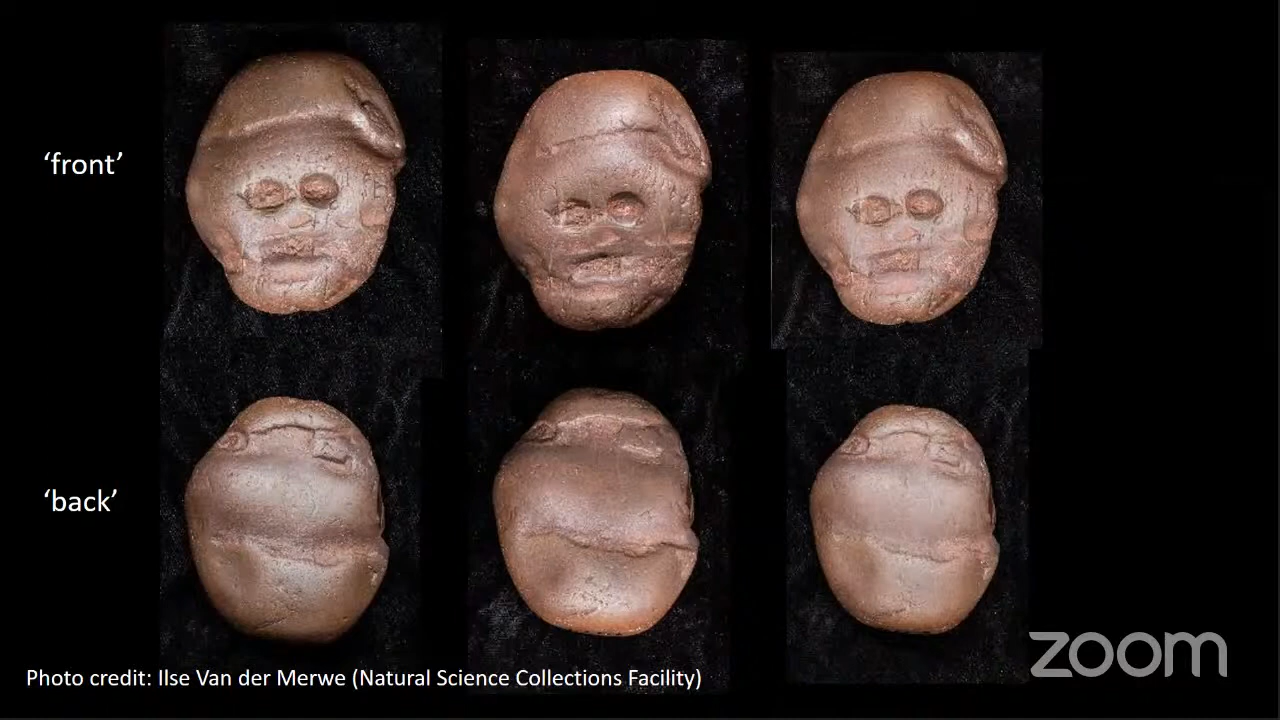 ‘front’
‘back’
Photo credit: Ilse Van der Merwe (Natural Science Collections Facility)
zoom